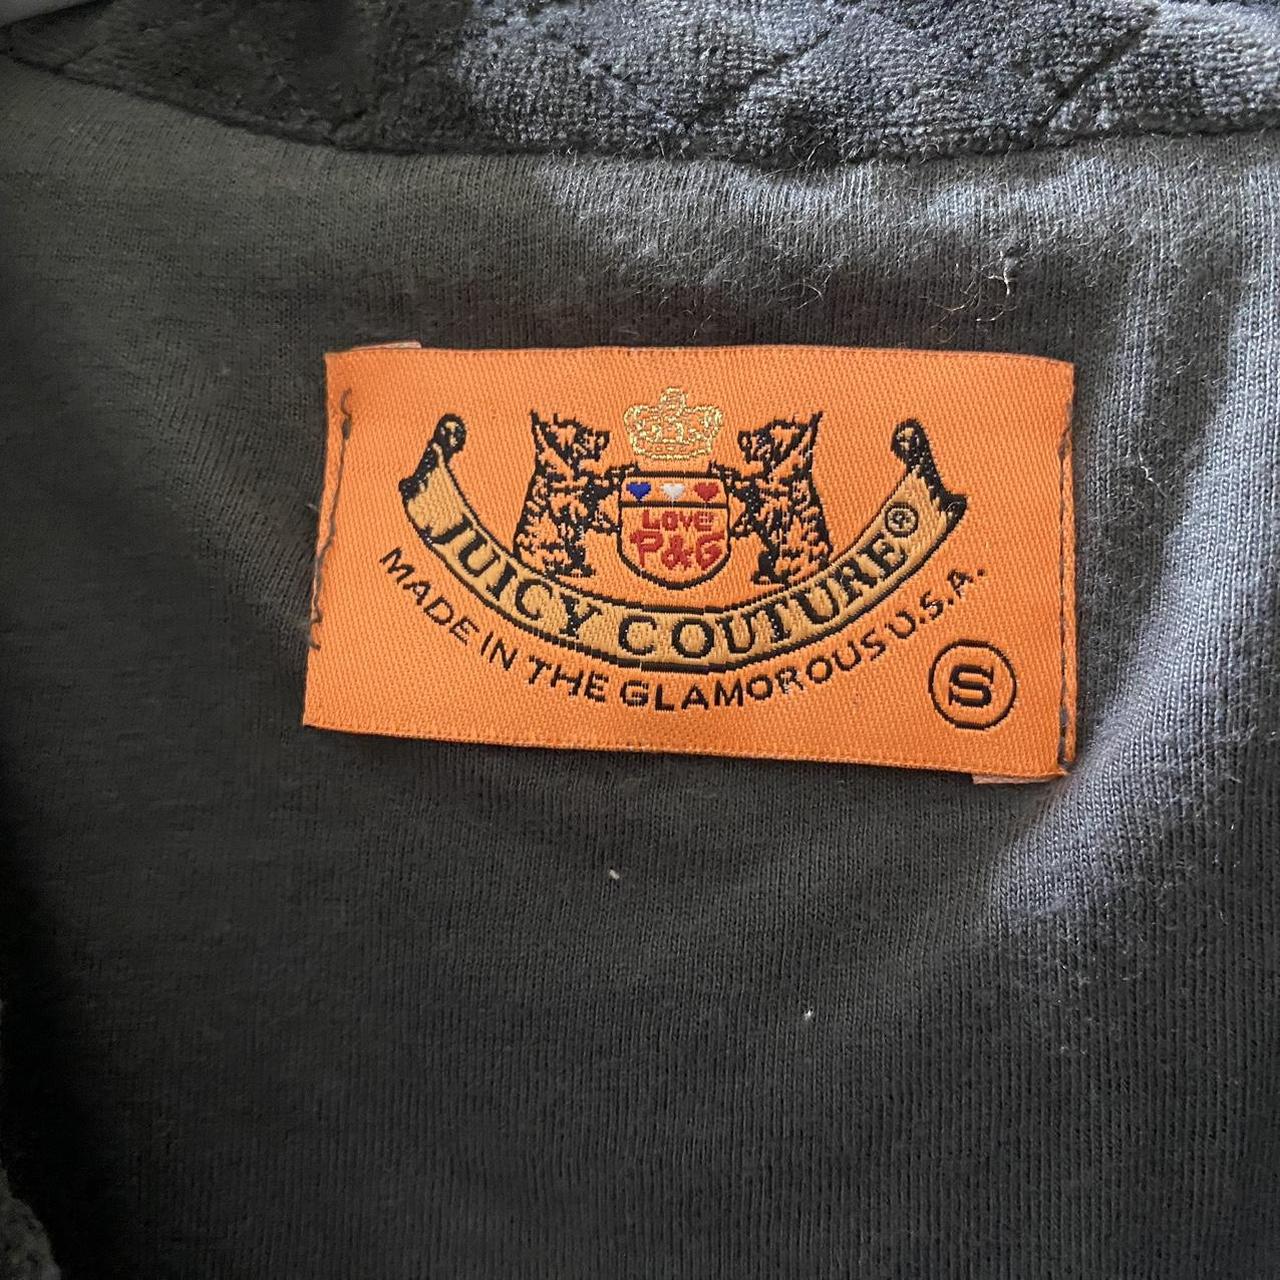 LOVE
P&G
JUICY COUTURE®
MADE IN THE GLAMOROUS U.S.A.
S